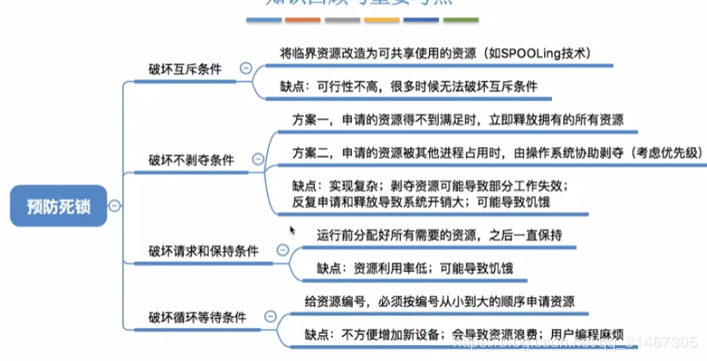 知识回顾与重要考点
破坏互斥条件
将临界资源改造为可共享使用的资源（如SPOOLing技术）
缺点：可行性不高，很多时候无法破坏互斥条件
破坏不剥夺条件
方案一，申请的资源得不到满足时，立即释放拥有的所有资源
方案二，申请的资源被其他进程占用时，由操作系统协助剥夺（考虑优先级）
缺点：实现复杂；剥夺资源可能导致部分工作失效；
反复申请和释放导致系统开销大；可能导致饥饿
预防死锁
破坏请求和保持条件
运行前分配好所有需要的资源，之后一直保持
缺点：资源利用率低；可能导致饥饿
破坏循环等待条件
给资源编号，必须按编号从小到大的顺序申请资源
缺点：不方便增加新设备；会导致资源浪费；用户编程麻烦
https://blog.csdn.net/qq_31467305